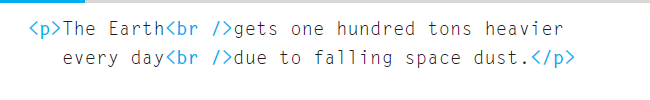 <p>The Earth<br />gets one hundred tons heavier
every day<br />due to falling space dust.</p>